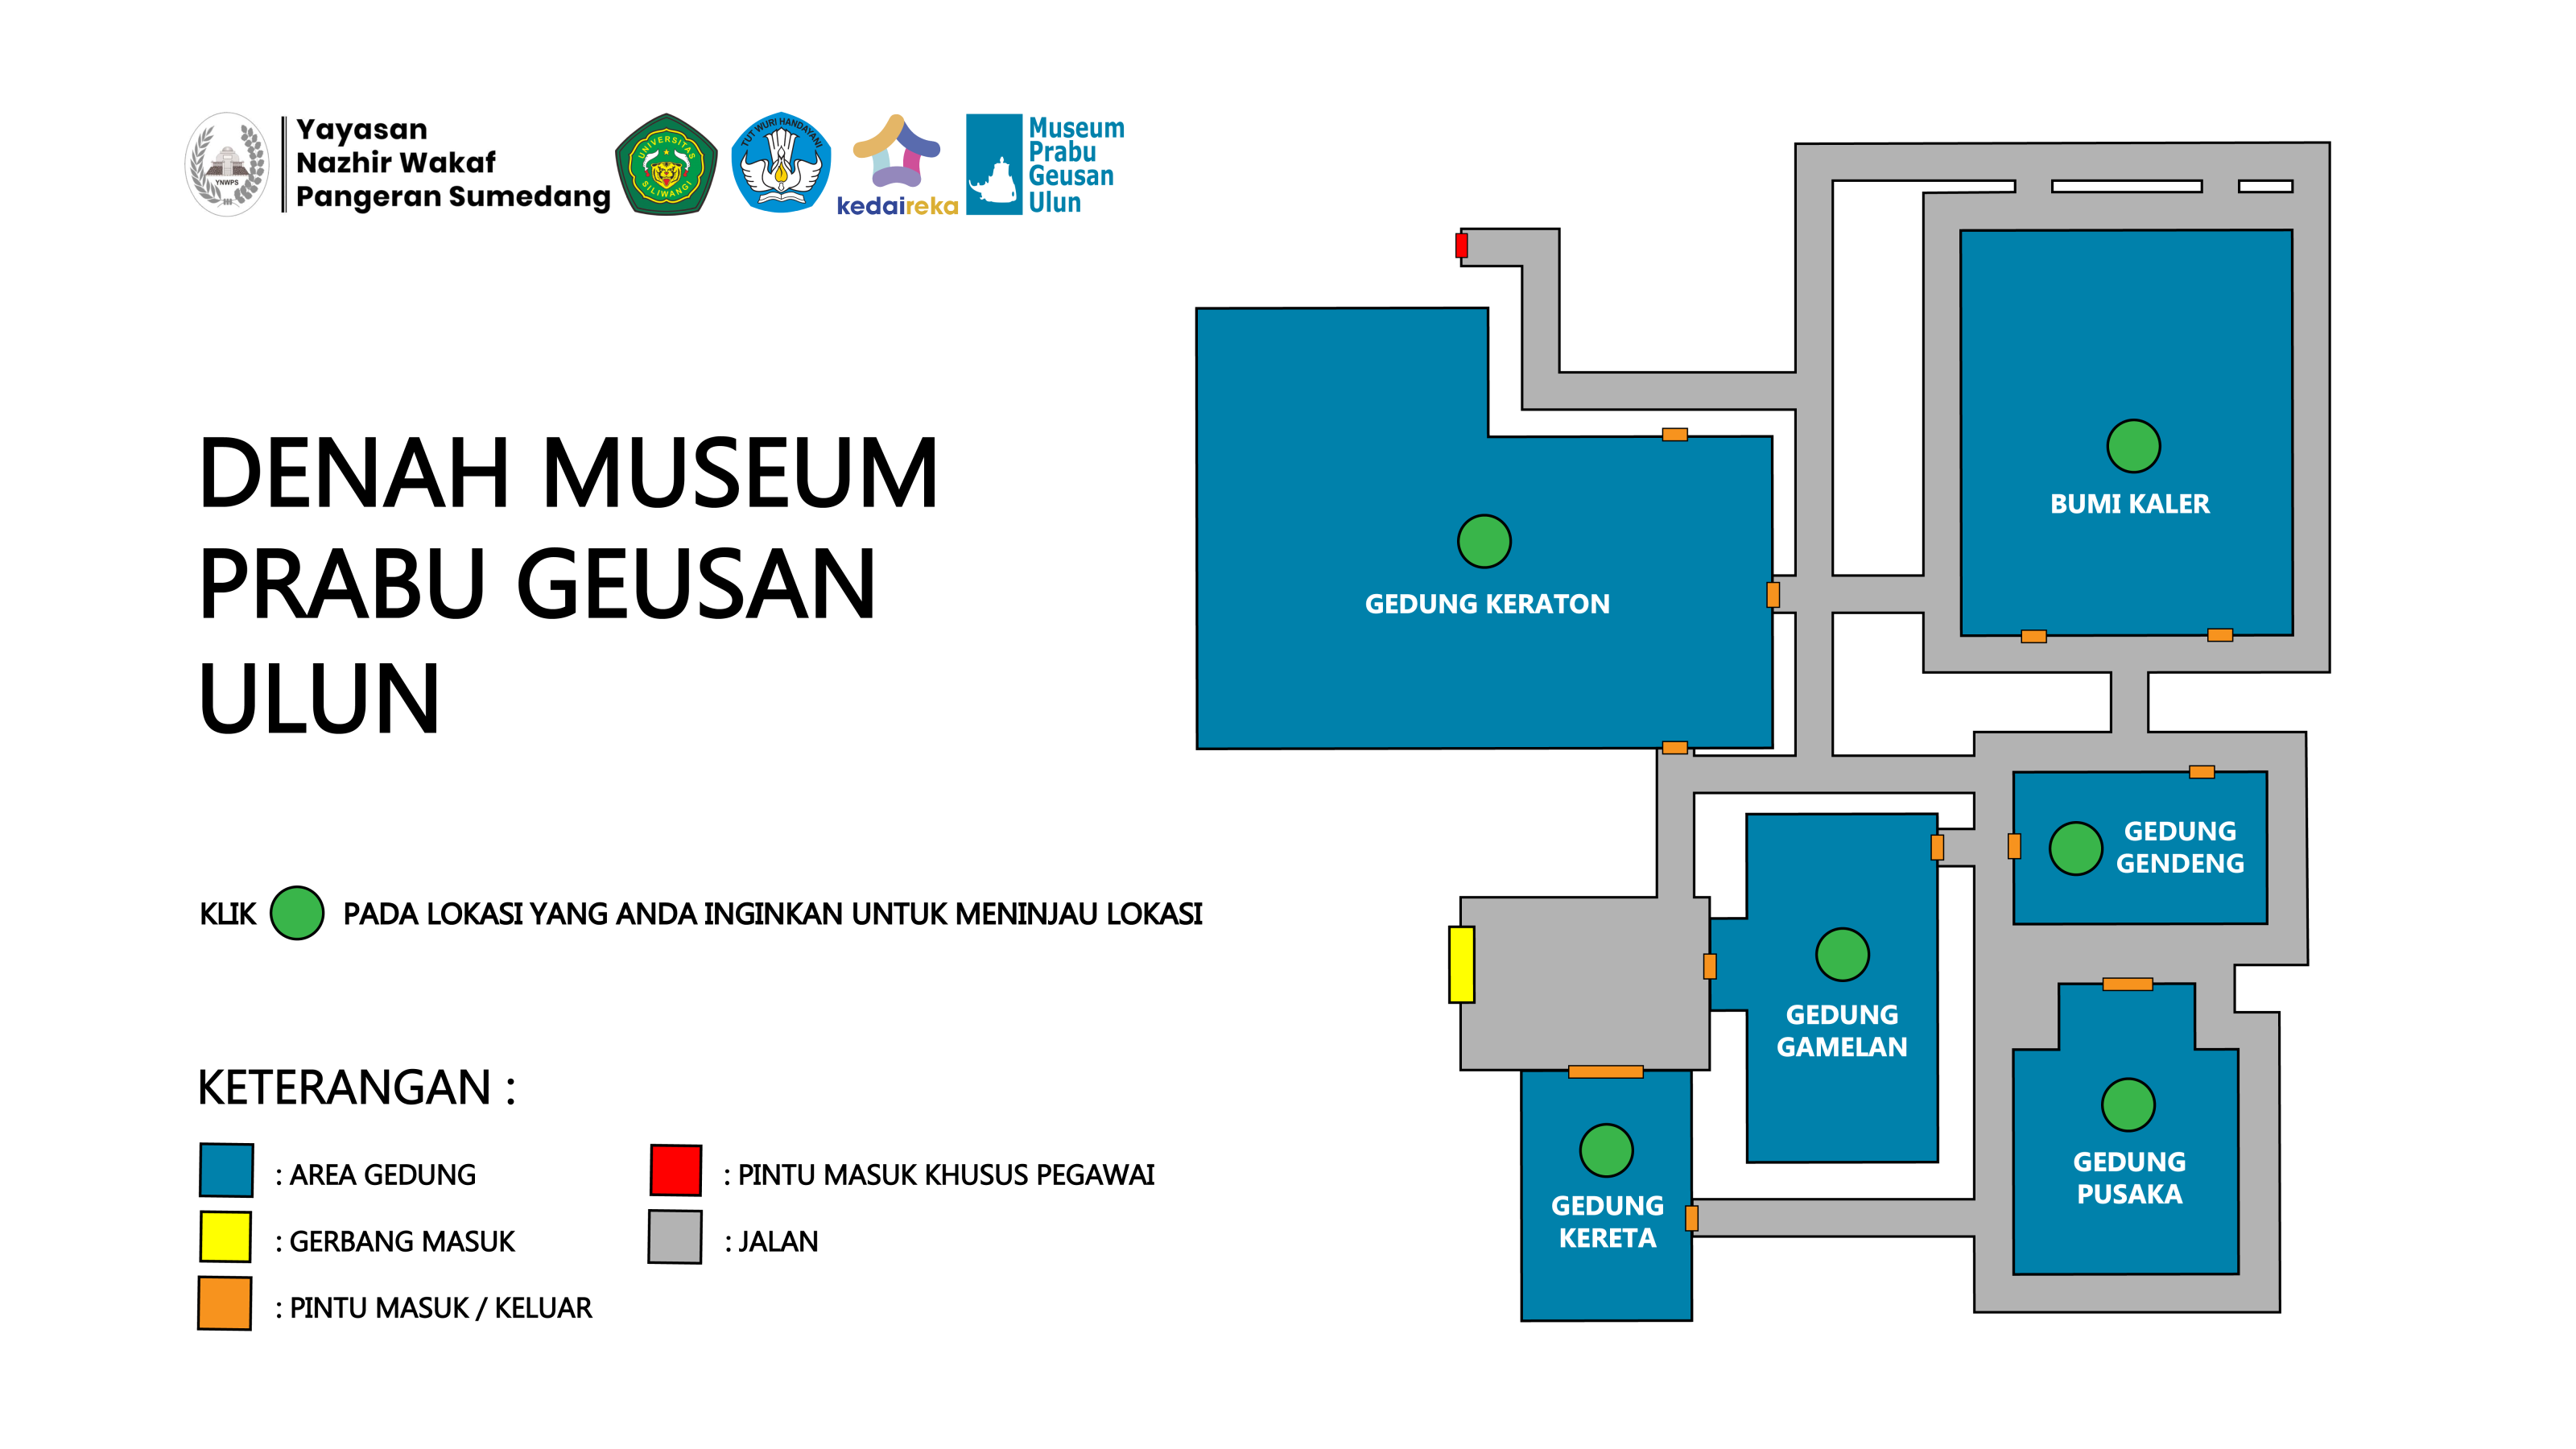 Yayasan
Nazhir Wakaf
Pangeran Sumedang
YNWPS
UNIVERSITAS
SILIWANGI
TUT WURI HANDAYANI
kedaireka
Museum
Prabu
Geusan
Ulun
DENAH MUSEUM
PRABU GEUSAN
ULUN
KLIK PADA LOKASI YANG ANDA INGINKAN UNTUK MENINJAU LOKASI
KETERANGAN :
: AREA GEDUNG
: GERBANG MASUK
: PINTU MASUK / KELUAR
: PINTU MASUK KHUSUS PEGAWAI
: JALAN
BUMI KALER
GEDUNG KERATON
GEDUNG
GENDENG
GEDUNG
GAMELAN
GEDUNG
PUSAKA
GEDUNG
KERETA